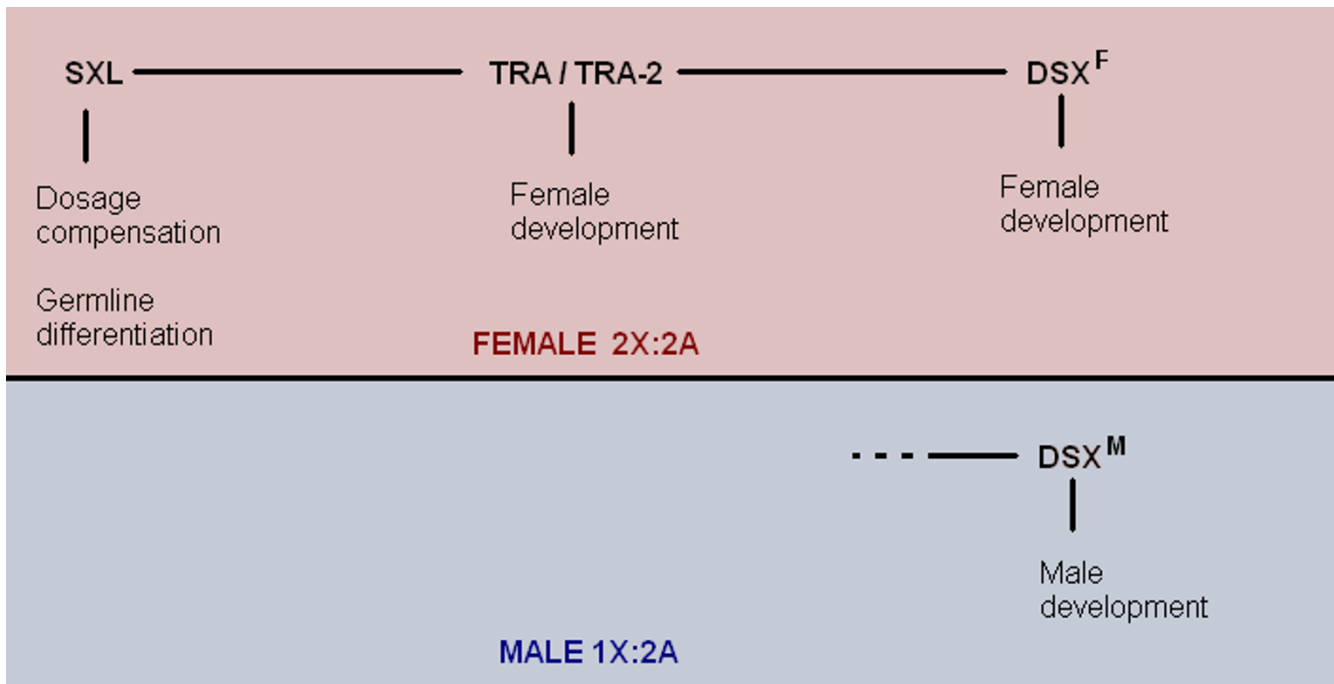 SXL TRA / TRA-2 DSX^F
Dosage
compensation
Germline
differentiation
Female
development
Female
development
FEMALE 2X:2A
DSX^M
Male
development
MALE 1X:2A